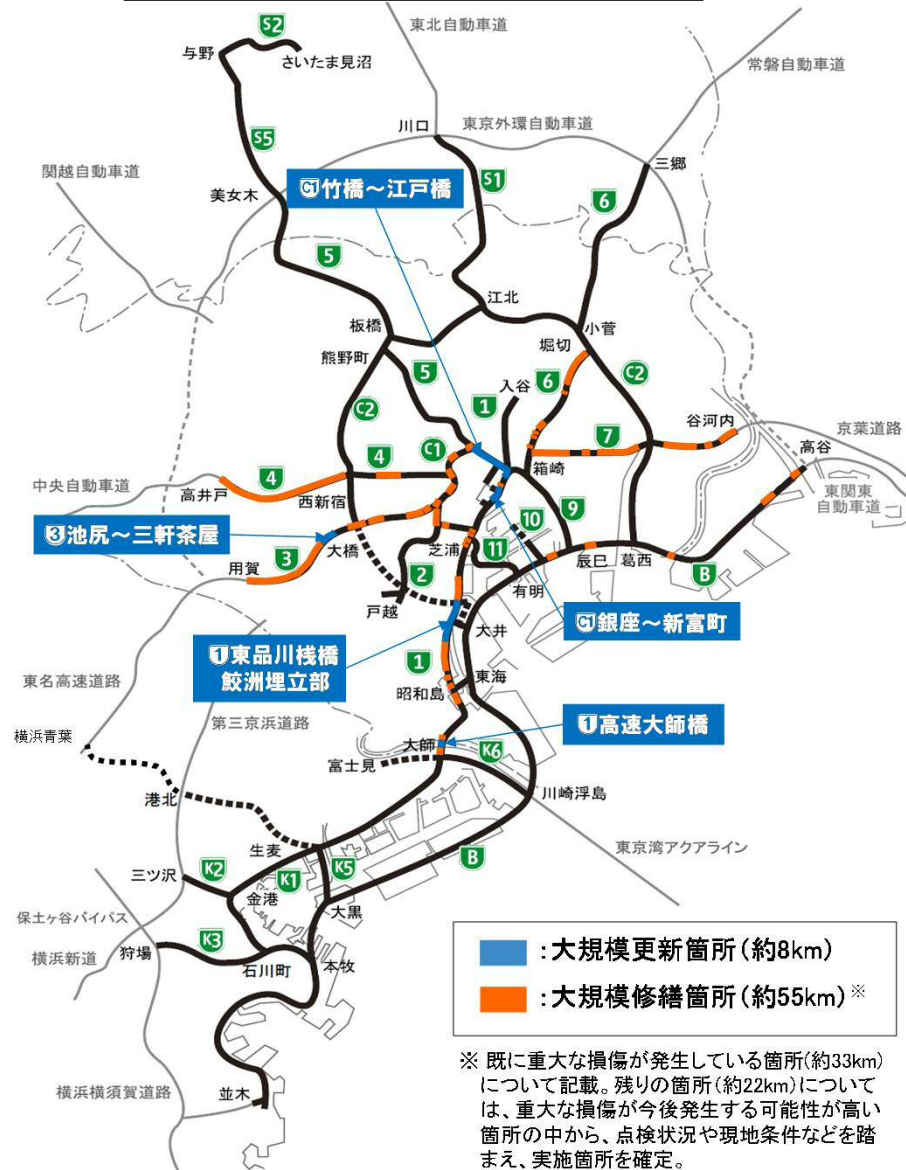 東北自動車道
S2
与野
さいたま見沼
常磐自動車道
川口
東京外環自動車道
S5
三郷
関越自動車道
S1
美女木
C1竹橋～江戸橋
6
5
江北
板橋
小菅
熊野町
堀切
5
入谷
6
C2
1
C2
谷河内
7
京葉道路
C1
高谷
4
4
箱崎
中央自動車道
西新宿
東関東
自動車道
高井戸
9
10
3池尻～三軒茶屋
大橋
芝浦
11
辰巳
葛西
用賀
3
2
有明
B
戸越
大井
C1銀座～新富町
1東品川桟橋
鮫洲埋立部
1
東海
東名高速道路
昭和島
第三京浜道路
1高速大師橋
横浜青葉
大師
K6
富士見
港北
川崎浮島
生麦
東京湾アクアライン
K2
K1
K5
B
三ツ沢
金港
大黒
保土ヶ谷バイパス
K3
狩場
横浜新道
石川町
本牧
:大規模更新箇所(約8km)
:大規模修繕箇所(約55km)※
※ 既に重大な損傷が発生している箇所(約33km)
について記載。残りの箇所(約22km)について
は、重大な損傷が今後発生する可能性が高い
箇所の中から、点検状況や現地条件などを踏
まえ、実施箇所を確定。
横浜横須賀道路
並木